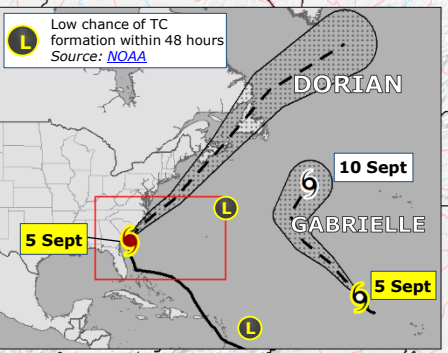 L
Low chance of TC
formation within 48 hours
Source: NOAA
DORIAN
10 Sept
L
GABRIELLE
5 Sept
5 Sept
L